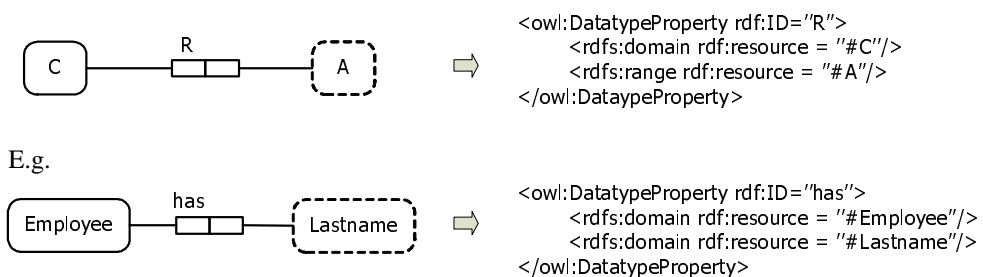 R
C
A
<owl:DatatypeProperty rdf:ID="R">
<rdfs:domain rdf:resource = "#C"/>
<rdfs:range rdf:resource = "#A"/>
</owl:DataypeProperty>
E.g.
has
Employee
Lastname
<owl:DatatypeProperty rdf:ID="has">
<rdfs:domain rdf:resource = "#Employee"/>
<rdfs:domain rdf:resource = "#Lastname"/>
</owl:DatatypeProperty>